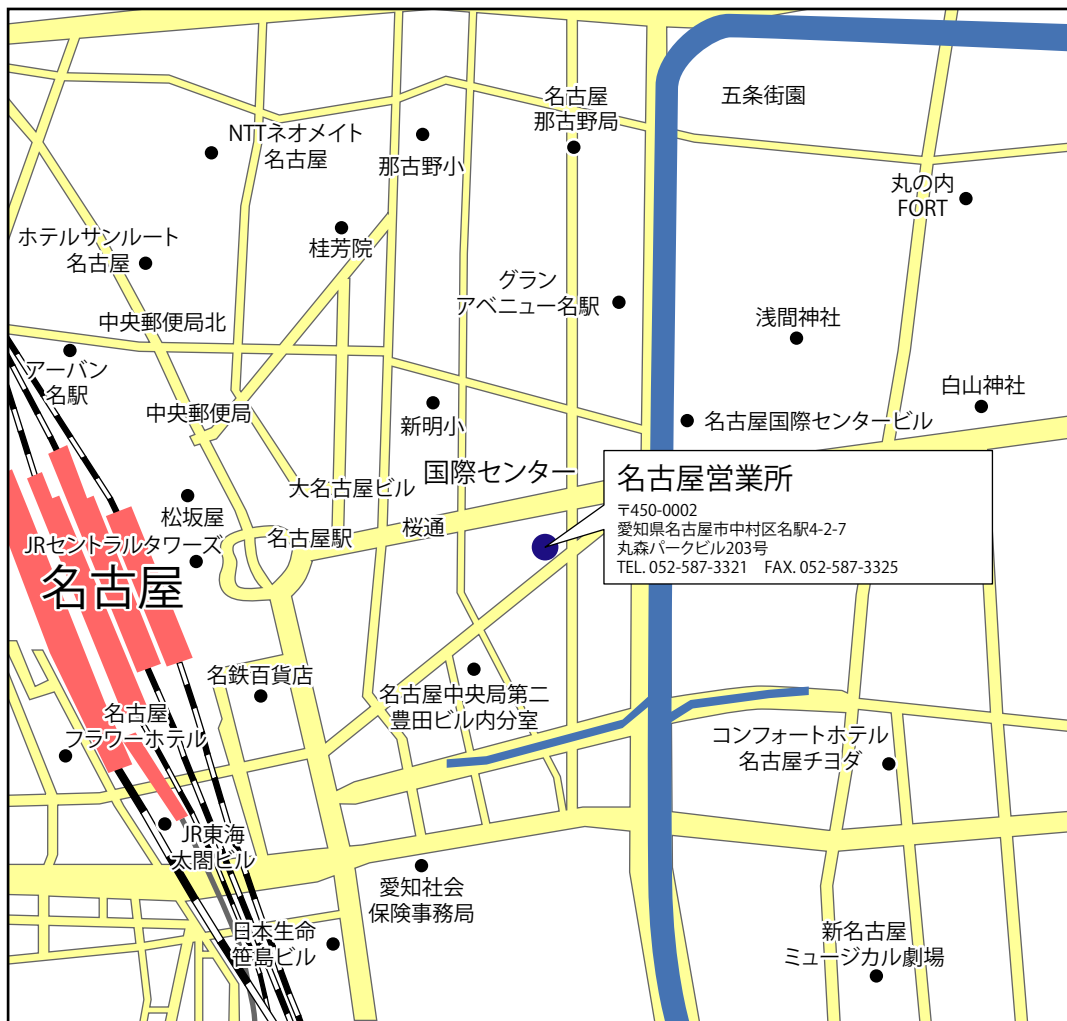 五条街園
名古屋
那古野局
NTTネオメイト
名古屋
那古野小
丸の内
FORT
ホテルサンルート
名古屋
桂芳院
グラン
アベニュー名駅
中央郵便局北
浅間神社
アーバン
名駅
白山神社
中央郵便局
新明小
名古屋国際センタービル
国際センター
大名古屋ビル
松坂屋
桜通
名古屋駅
JRセントラルタワーズ
名古屋
名古屋営業所
〒450-0002
愛知県名古屋市中村区名駅4-2-7
丸森パークビル203号
TEL. 052-587-3321 FAX. 052-587-3325
名鉄百貨店
名古屋中央局第二
豊田ビル内分室
名古屋
フラワーホテル
コンフォートホテル
名古屋チヨダ
JR東海
太閤ビル
愛知社会
保険事務局
日本生命
笹島ビル
新名古屋
ミュージカル劇場